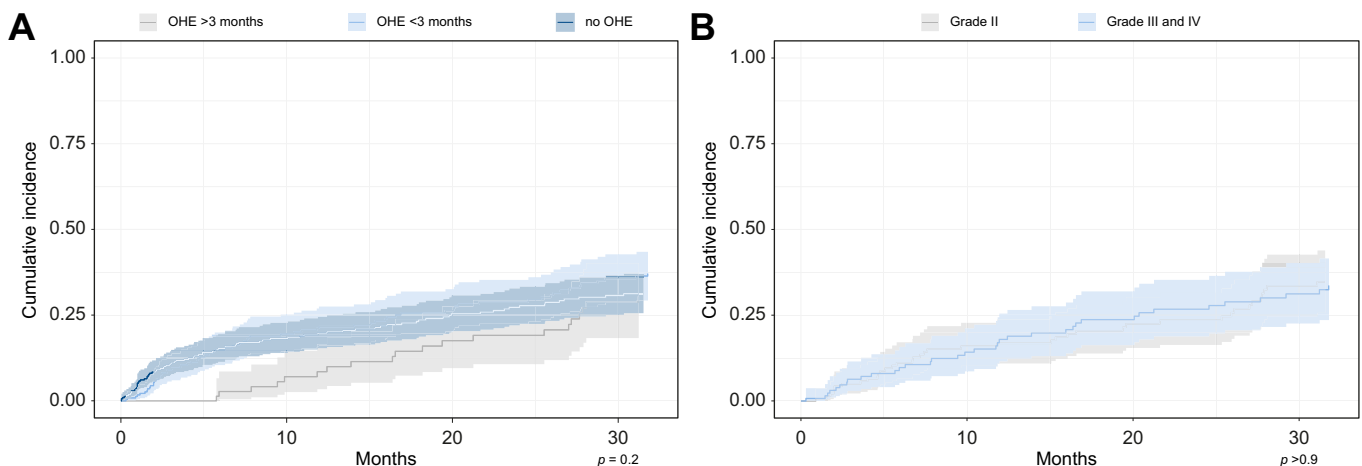 A
OHE >3 months OHE <3 months no OHE
Cumulative incidence
1.00
0.75
0.50
0.25
0.00
0 10 20 30
Months
p = 0.2
B
Grade II Grade III and IV
Cumulative incidence
1.00
0.75
0.50
0.25
0.00
0 10 20 30
Months
p >0.9